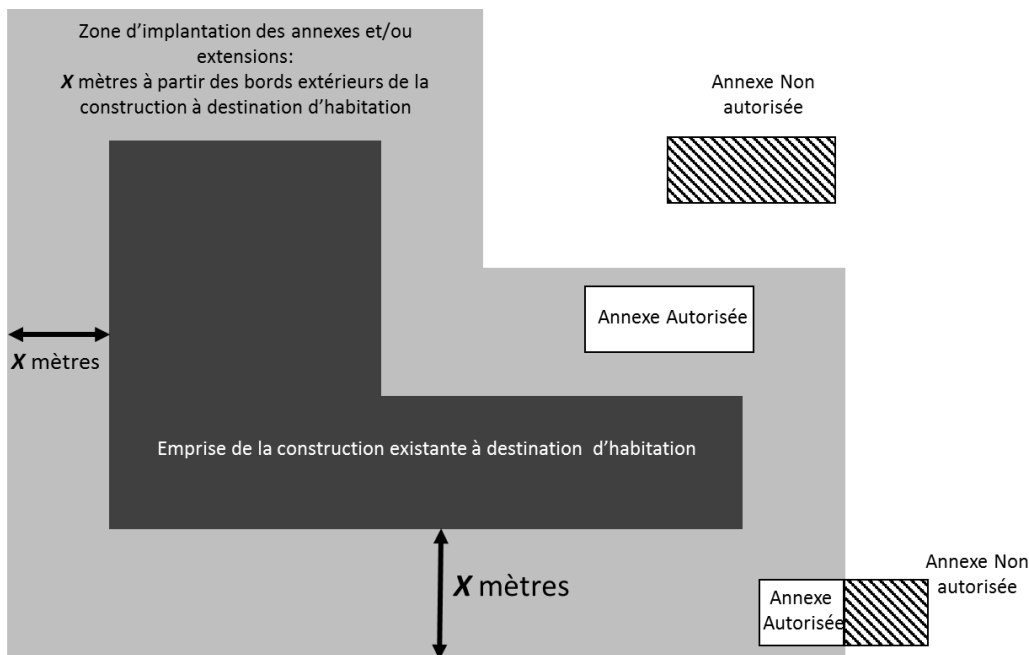 Zone d’implantation des annexes et/ou
extensions:
X mètres à partir des bords extérieurs de la
construction à destination d’habitation
Annexe Non
autorisée
Annexe Autorisée
X mètres
Emprise de la construction existante à destination d’habitation
X mètres
Annexe Non
autorisée
Annexe
Autorisée